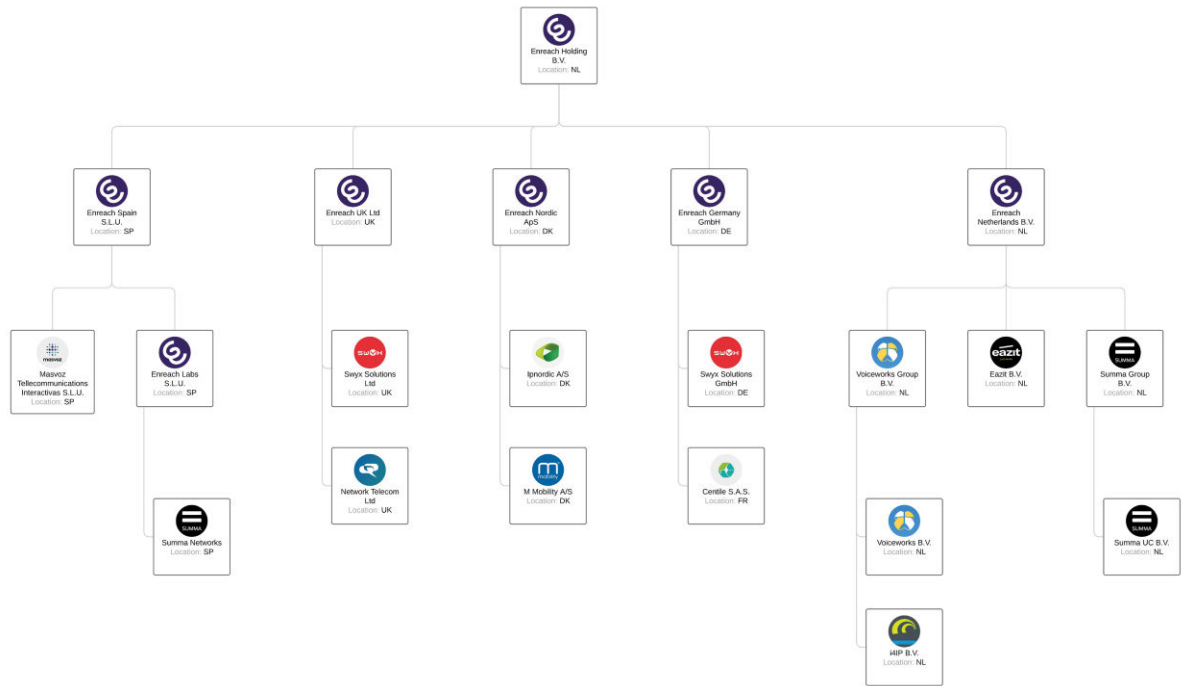 Enreach Holding
B.V.
Location: NL
Enreach Spain
S.L.U.
Location: SP
Enreach UK Ltd
Location: UK
Enreach Nordic
ApS
Location: DK
Enreach Germany
GmbH
Location: DE
Enreach
Netherlands B.V.
Location: NL
masvoz
Masvoz
Tellecommunications
Interactivas S.L.U.
Location: SP
Enreach Labs
S.L.U.
Location: SP
swyx
Swyx Solutions
Ltd
Location: UK
Ipnordic A/S
Location: DK
swyx
Swyx Solutions
GmbH
Location: DE
Voiceworks Group
B.V.
Location: NL
eazit
Eazit B.V.
Location: NL
SUMMA
Summa Group
B.V.
Location: NL
Network Telecom
Ltd
Location: UK
m
mobility
M Mobility A/S
Location: DK
Centile S.A.S.
Location: FR
SUMMA
Summa Networks
Location: SP
Voiceworks B.V.
Location: NL
SUMMA
Summa UC B.V.
Location: NL
i4IP B.V.
Location: NL